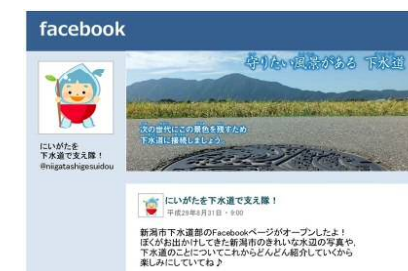 facebook
守りたい風景がある 下水道
次の世代にこの景色を残すため
下水道に接続しましょう。
にいがたを
下水道で支え隊！
@niigatashigesuidou
にいがたを下水道で支え隊！
平成29年8月31日・9:00
新潟市下水道部のFacebookページがオープンしたよ！
ぼくがお出かけしてきた新潟市のきれいな水辺の写真や、
下水道のことについてこれからどんどん紹介していくから
楽しみにしていてね♪